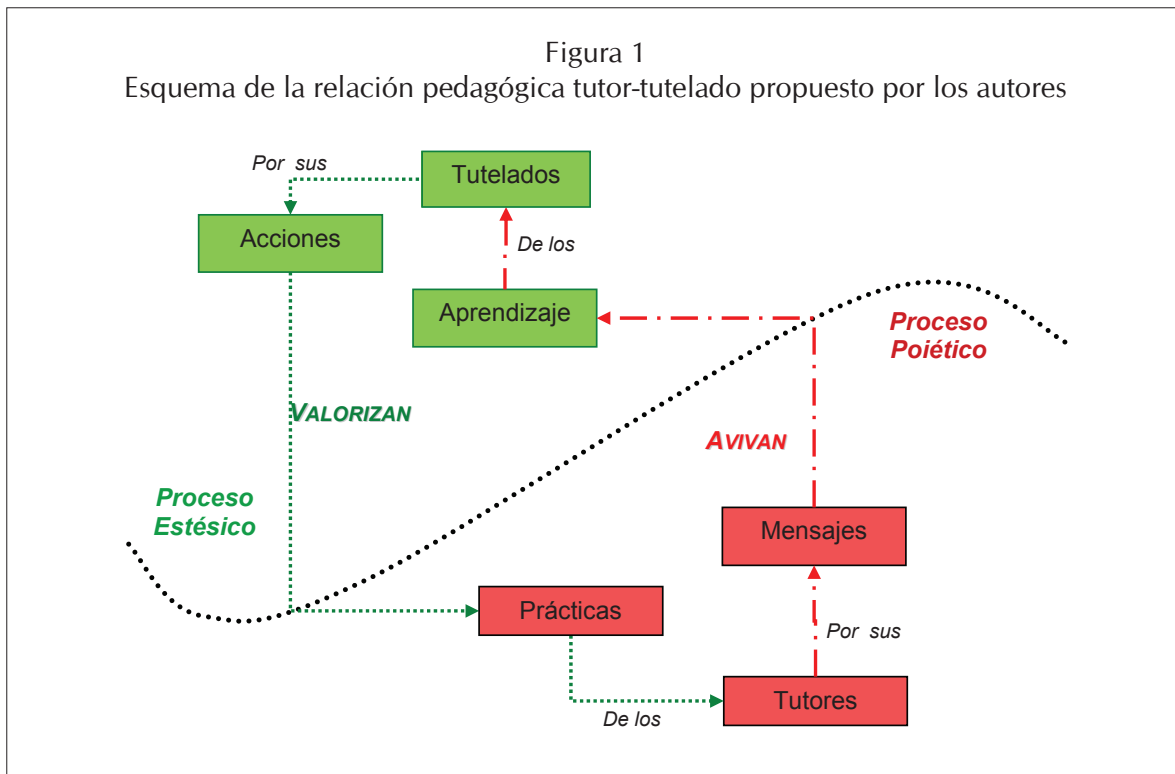 Figura 1
Esquema de la relación pedagógica tutor-tutelado propuesto por los autores
Por sus
Tutelados
Acciones
De los
Aprendizaje
Proceso
Poiético
VALORIZAN
AVIVAN
Proceso
Estésico
Mensajes
Prácticas
Por sus
Tutores
De los